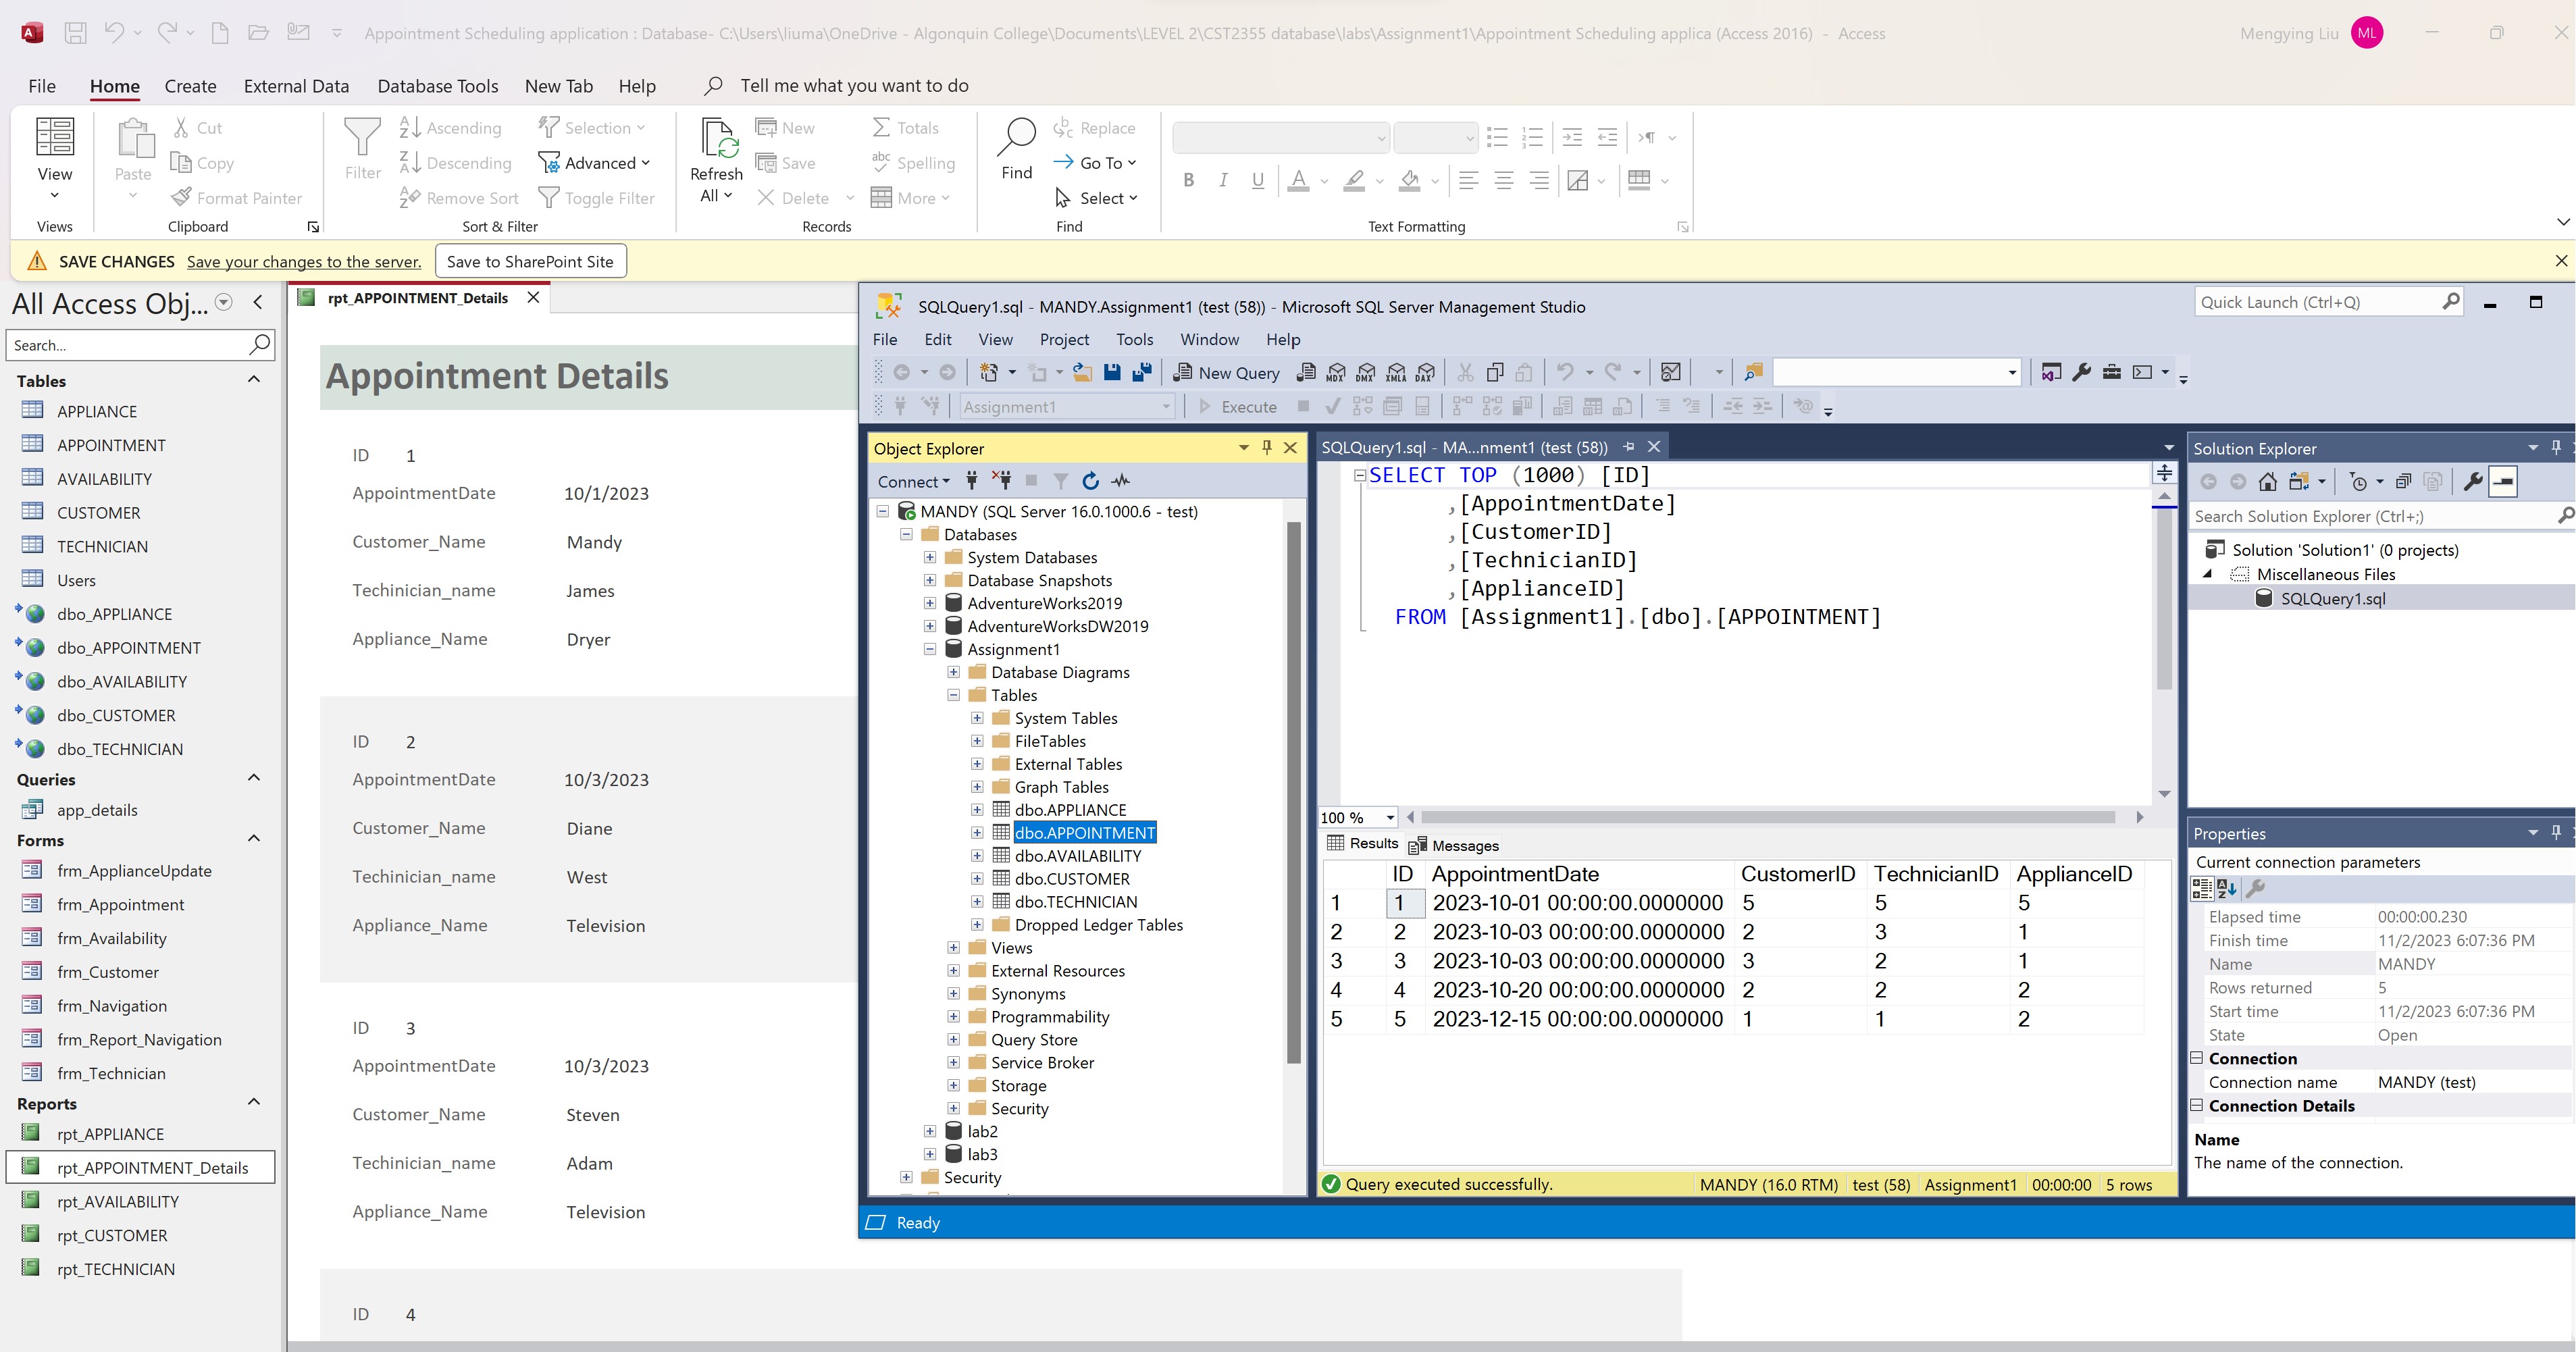 Appointment Scheduling application : Database- C:\Users\liuma\OneDrive - Algonquin College\Documents\LEVEL 2\CST2355 database\labs\Assignment1\Appointment Scheduling applica (Access 2016) - Access
Mengying Liu ML
File Home Create External Data Database Tools New Tab Help Tell me what you want to do
View
Views
Paste
Cut
Copy
Format Painter
Clipboard
Filter
Ascending
Descending
Remove Sort
Selection
Advanced
Toggle Filter
Sort & Filter
Refresh
All
New
Save
Delete
Totals
Spelling
More
Records
Find
Replace
Go To
Select
Find
B I U A
Text Formatting
SAVE CHANGES Save your changes to the server. Save to SharePoint Site
All Access Obj...
Search...
Tables
APPLIANCE
APPOINTMENT
AVAILABILITY
CUSTOMER
TECHNICIAN
Users
dbo_APPLIANCE
dbo_APPOINTMENT
dbo_AVAILABILITY
dbo_CUSTOMER
dbo_TECHNICIAN
Queries
app_details
Forms
frm_ApplianceUpdate
frm_Appointment
frm_Availability
frm_Customer
frm_Navigation
frm_Report_Navigation
frm_Technician
Reports
rpt_APPLIANCE
rpt_APPOINTMENT_Details
rpt_AVAILABILITY
rpt_CUSTOMER
rpt_TECHNICIAN
rpt_APPOINTMENT_Details
Appointment Details
ID 1
AppointmentDate 10/1/2023
Customer_Name Mandy
Techinician_name James
Appliance_Name Dryer
ID 2
AppointmentDate 10/3/2023
Customer_Name Diane
Techinician_name West
Appliance_Name Television
ID 3
AppointmentDate 10/3/2023
Customer_Name Steven
Techinician_name Adam
Appliance_Name Television
ID 4
SQLQuery1.sql - MANDY.Assignment1 (test (58)) - Microsoft SQL Server Management Studio
Quick Launch (Ctrl+Q)
File Edit View Project Tools Window Help
New Query MDX DMX XMLA DAX
Assignment1 Execute
Object Explorer
Connect
MANDY (SQL Server 16.0.1000.6 - test)
Databases
System Databases
Database Snapshots
AdventureWorks2019
AdventureWorksDW2019
Assignment1
Database Diagrams
Tables
System Tables
FileTables
External Tables
Graph Tables
dbo.APPLIANCE
dbo.APPOINTMENT
dbo.AVAILABILITY
dbo.CUSTOMER
dbo.TECHNICIAN
Dropped Ledger Tables
Views
External Resources
Synonyms
Programmability
Query Store
Service Broker
Storage
Security
lab2
lab3
Security
SQLQuery1.sql - MA...nment1 (test (58))
SELECT TOP (1000) [ID]
,[AppointmentDate]
,[CustomerID]
,[TechnicianID]
,[ApplianceID]
FROM [Assignment1].[dbo].[APPOINTMENT]
100 %
Results Messages
ID AppointmentDate CustomerID TechnicianID ApplianceID
1 1 2023-10-01 00:00:00.0000000 5 5 5
2 2 2023-10-03 00:00:00.0000000 2 3 1
3 3 2023-10-03 00:00:00.0000000 3 2 1
4 4 2023-10-20 00:00:00.0000000 2 2 2
5 5 2023-12-15 00:00:00.0000000 1 1 2
Query executed successfully. MANDY (16.0 RTM) test (58) Assignment1 00:00:00 5 rows
Ready
Solution Explorer
Search Solution Explorer (Ctrl+;)
Solution 'Solution1' (0 projects)
Miscellaneous Files
SQLQuery1.sql
Properties
Current connection parameters
Elapsed time 00:00:00.230
Finish time 11/2/2023 6:07:36 PM
Name MANDY
Rows returned 5
Start time 11/2/2023 6:07:36 PM
State Open
Connection
Connection name MANDY (test)
Connection Details
Name
The name of the connection.